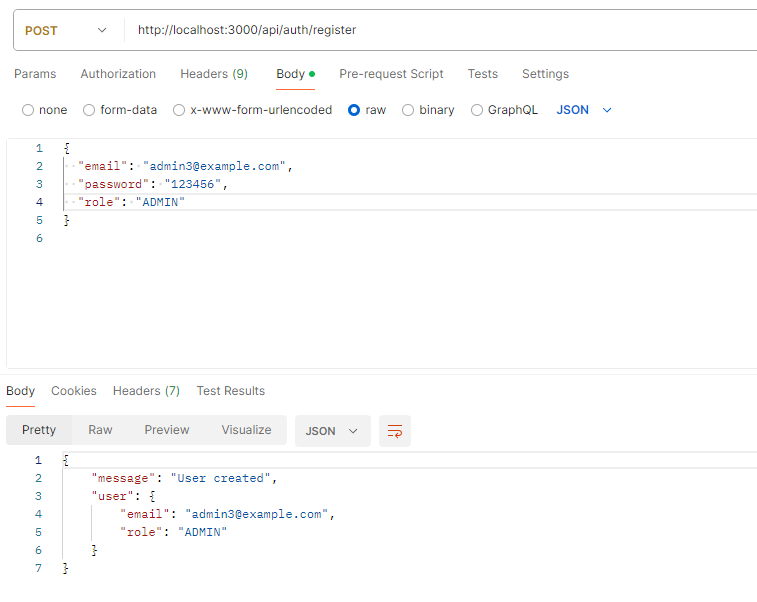 POST http://localhost:3000/api/auth/register
Params Authorization Headers (9) Body Pre-request Script Tests Settings
none form-data x-www-form-urlencoded raw binary GraphQL JSON
1 {
2 "email": "admin3@example.com",
3 "password": "123456",
4 "role": "ADMIN"
5 }
6
Body Cookies Headers (7) Test Results
Pretty Raw Preview Visualize JSON
1 {
2 "message": "User created",
3 "user": {
4 "email": "admin3@example.com",
5 "role": "ADMIN"
6 }
7 }